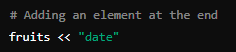 # Adding an element at the end
fruits << "date"